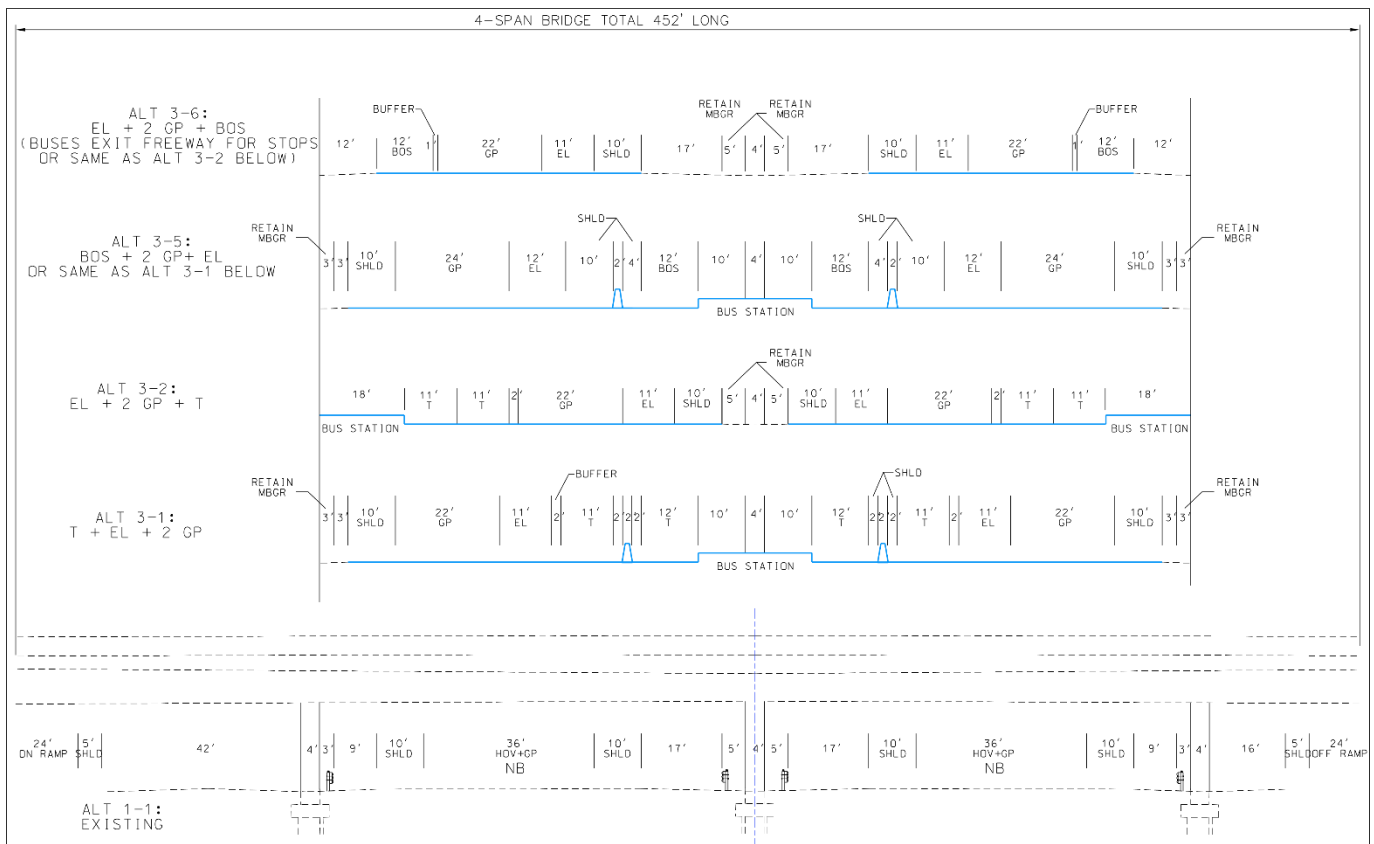 4-SPAN BRIDGE TOTAL 452' LONG
ALT 3-6:
EL + 2 GP + BOS
(BUSES EXIT FREEWAY FOR STOPS
OR SAME AS ALT 3-2 BELOW)
BUFFER
RETAIN MBGR
RETAIN MBGR
BUFFER
12' 12' BOS 1' 22' GP 11' EL 10' SHLD 17' 5' 4' 5' 17' 10' SHLD 11' EL 22' GP 1' 12' BOS 12'
ALT 3-5:
BOS + 2 GP+ EL
OR SAME AS ALT 3-1 BELOW
RETAIN MBGR
SHLD
SHLD
RETAIN MBGR
3' 3' 10' SHLD 24' GP 12' EL 10' 2' 4' 12' BOS 10' 4' 10' 12' BOS 4' 2' 10' 12' EL 24' GP 10' SHLD 3' 3'
BUS STATION
ALT 3-2:
EL + 2 GP + T
RETAIN MBGR
18' 11' T 11' T 2' 22' GP 11' EL 10' SHLD 5' 4' 5' 10' SHLD 11' EL 22' GP 2' 11' T 11' T 18'
BUS STATION
BUS STATION
ALT 3-1:
T + EL + 2 GP
RETAIN MBGR
BUFFER
SHLD
RETAIN MBGR
3' 3' 10' SHLD 22' GP 11' EL 2' 11' T 2' 2' 2' 12' T 10' 4' 10' 12' T 2' 2' 2' 11' T 2' 11' EL 22' GP 10' SHLD 3' 3'
BUS STATION
24' ON RAMP 5' SHLD 42' 4' 3' 9' 10' SHLD 36' HOV+GP NB 10' SHLD 17' 5' 4' 5' 17' 10' SHLD 36' HOV+GP NB 10' SHLD 9' 3' 4' 16' 5' SHLD 24' OFF RAMP
ALT 1-1:
EXISTING